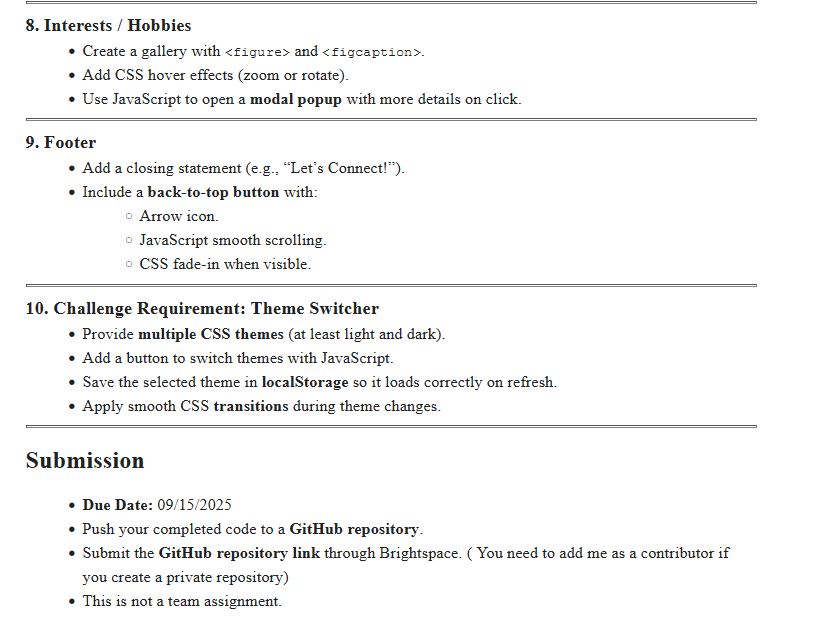 8. Interests / Hobbies
• Create a gallery with <figure> and <figcaption>.
• Add CSS hover effects (zoom or rotate).
• Use JavaScript to open a modal popup with more details on click.
9. Footer
• Add a closing statement (e.g., “Let’s Connect!”).
• Include a back-to-top button with:
○ Arrow icon.
○ JavaScript smooth scrolling.
○ CSS fade-in when visible.
10. Challenge Requirement: Theme Switcher
• Provide multiple CSS themes (at least light and dark).
• Add a button to switch themes with JavaScript.
• Save the selected theme in localStorage so it loads correctly on refresh.
• Apply smooth CSS transitions during theme changes.
Submission
• Due Date: 09/15/2025
• Push your completed code to a GitHub repository.
• Submit the GitHub repository link through Brightspace. ( You need to add me as a contributor if
you create a private repository)
• This is not a team assignment.